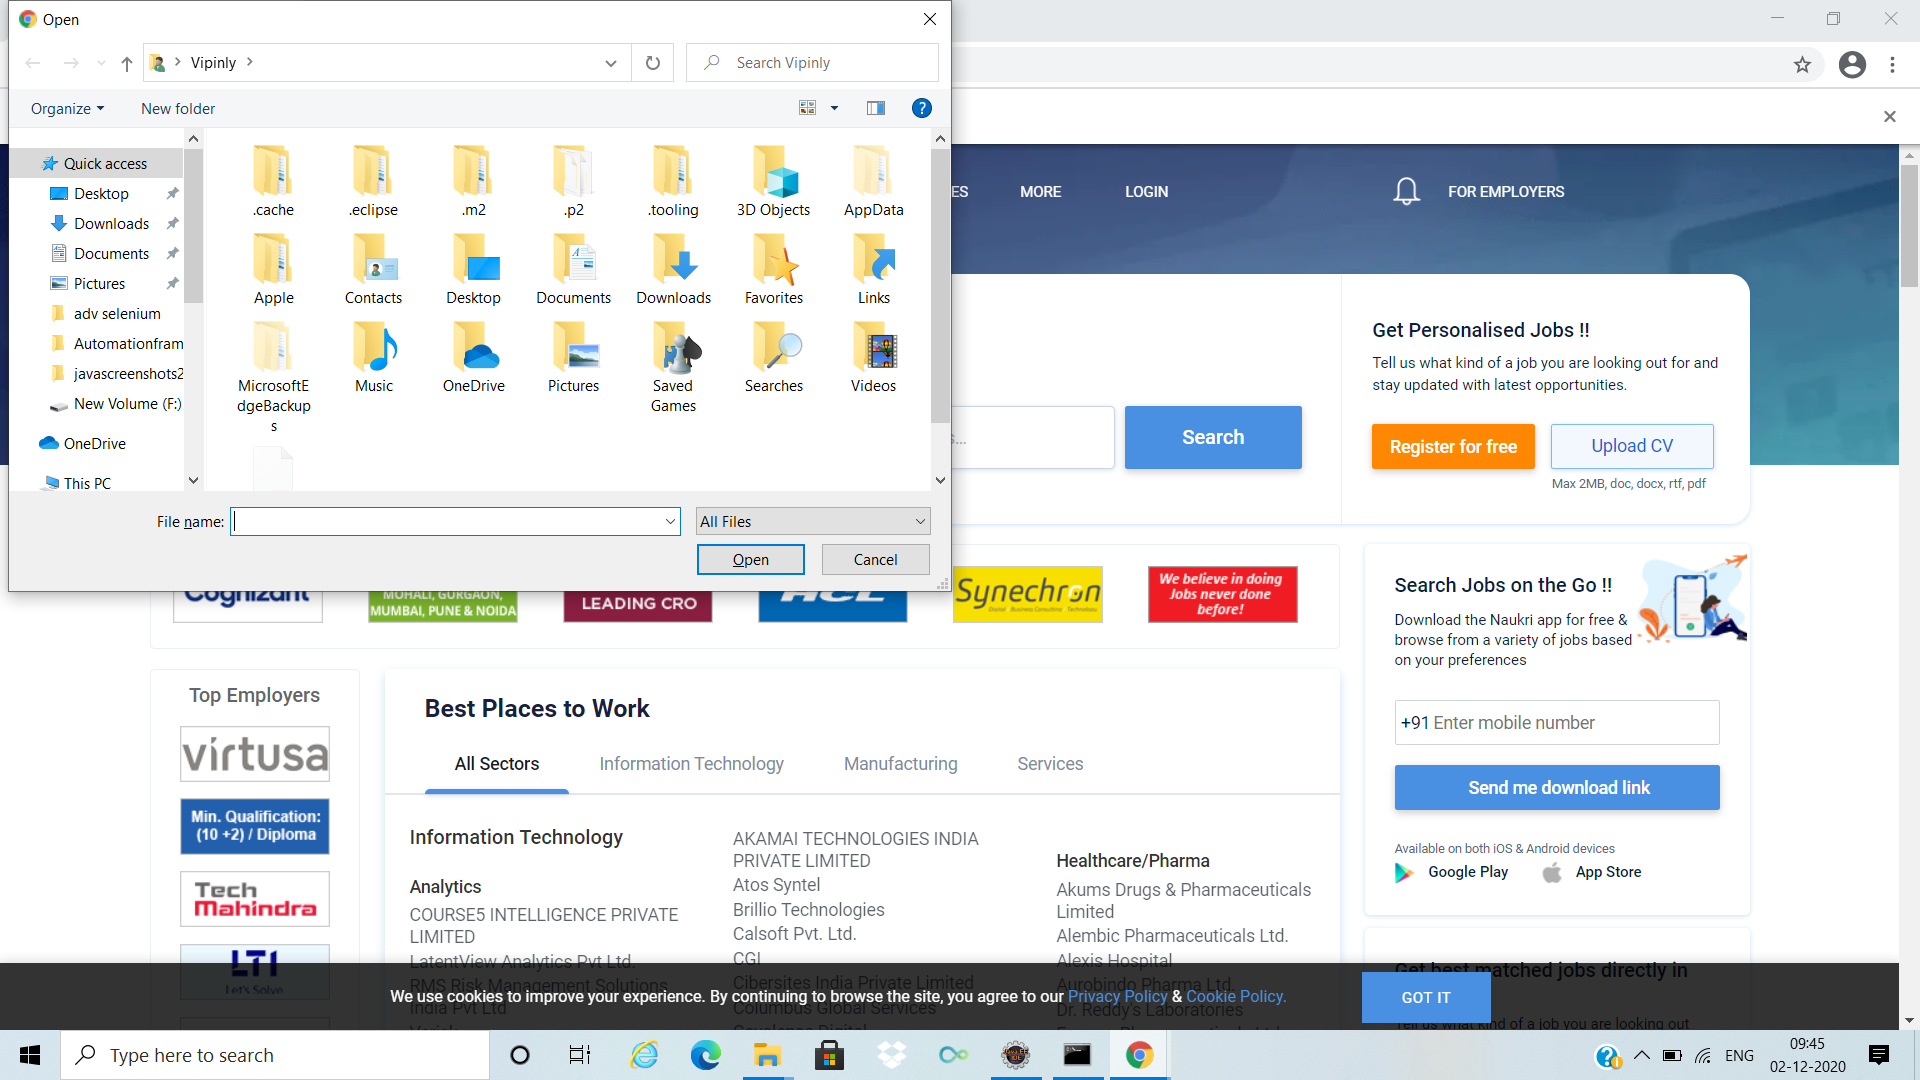 Open
Vipinly
Search Vipinly
Organize
New folder
Quick access
Desktop
Downloads
Documents
Pictures
adv selenium
Automationfram
javascreenshots2
New Volume (F:)
OneDrive
This PC
.cache
.eclipse
.m2
.p2
.tooling
3D Objects
AppData
Apple
Contacts
Desktop
Documents
Downloads
Favorites
Links
MicrosoftE
dgeBackup
s
Music
OneDrive
Pictures
Saved
Games
Searches
Videos
File name:
All Files
Open
Cancel
ES
MORE
LOGIN
FOR EMPLOYERS
s...
Search
Get Personalised Jobs !!
Tell us what kind of a job you are looking out for and
stay updated with latest opportunities.
Register for free
Upload CV
Max 2MB, doc, docx, rtf, pdf
Cognizant
MOHALI, GURGAON,
MUMBAI, PUNE & NOIDA
LEADING CRO
HCL
Synechron
Digital Business Consulting Technology
We believe in doing
Jobs never done
before!
Search Jobs on the Go !!
Download the Naukri app for free &
browse from a variety of jobs based
on your preferences
+91 Enter mobile number
Send me download link
Available on both iOS & Android devices
Google Play
App Store
Top Employers
virtusa
Min. Qualification:
(10 +2) / Diploma
Tech
Mahindra
LTI
Let's Solve
Best Places to Work
All Sectors
Information Technology
Manufacturing
Services
Information Technology
Analytics
COURSE5 INTELLIGENCE PRIVATE
LIMITED
LatentView Analytics Pvt Ltd.
RMS Risk Management Solutions
India Pvt Ltd
AKAMAI TECHNOLOGIES INDIA
PRIVATE LIMITED
Atos Syntel
Brillio Technologies
Calsoft Pvt. Ltd.
CGI
Cibersites India Private Limited
Columbus Global Services
Healthcare/Pharma
Akums Drugs & Pharmaceuticals
Limited
Alembic Pharmaceuticals Ltd.
Alexis Hospital
Aurobindo Pharma Ltd.
Dr. Reddy's Laboratories
Get best matched jobs directly in
Tell us what kind of a job you are looking out
We use cookies to improve your experience. By continuing to browse the site, you agree to our Privacy Policy & Cookie Policy.
GOT IT
Type here to search
ENG
09:45
02-12-2020